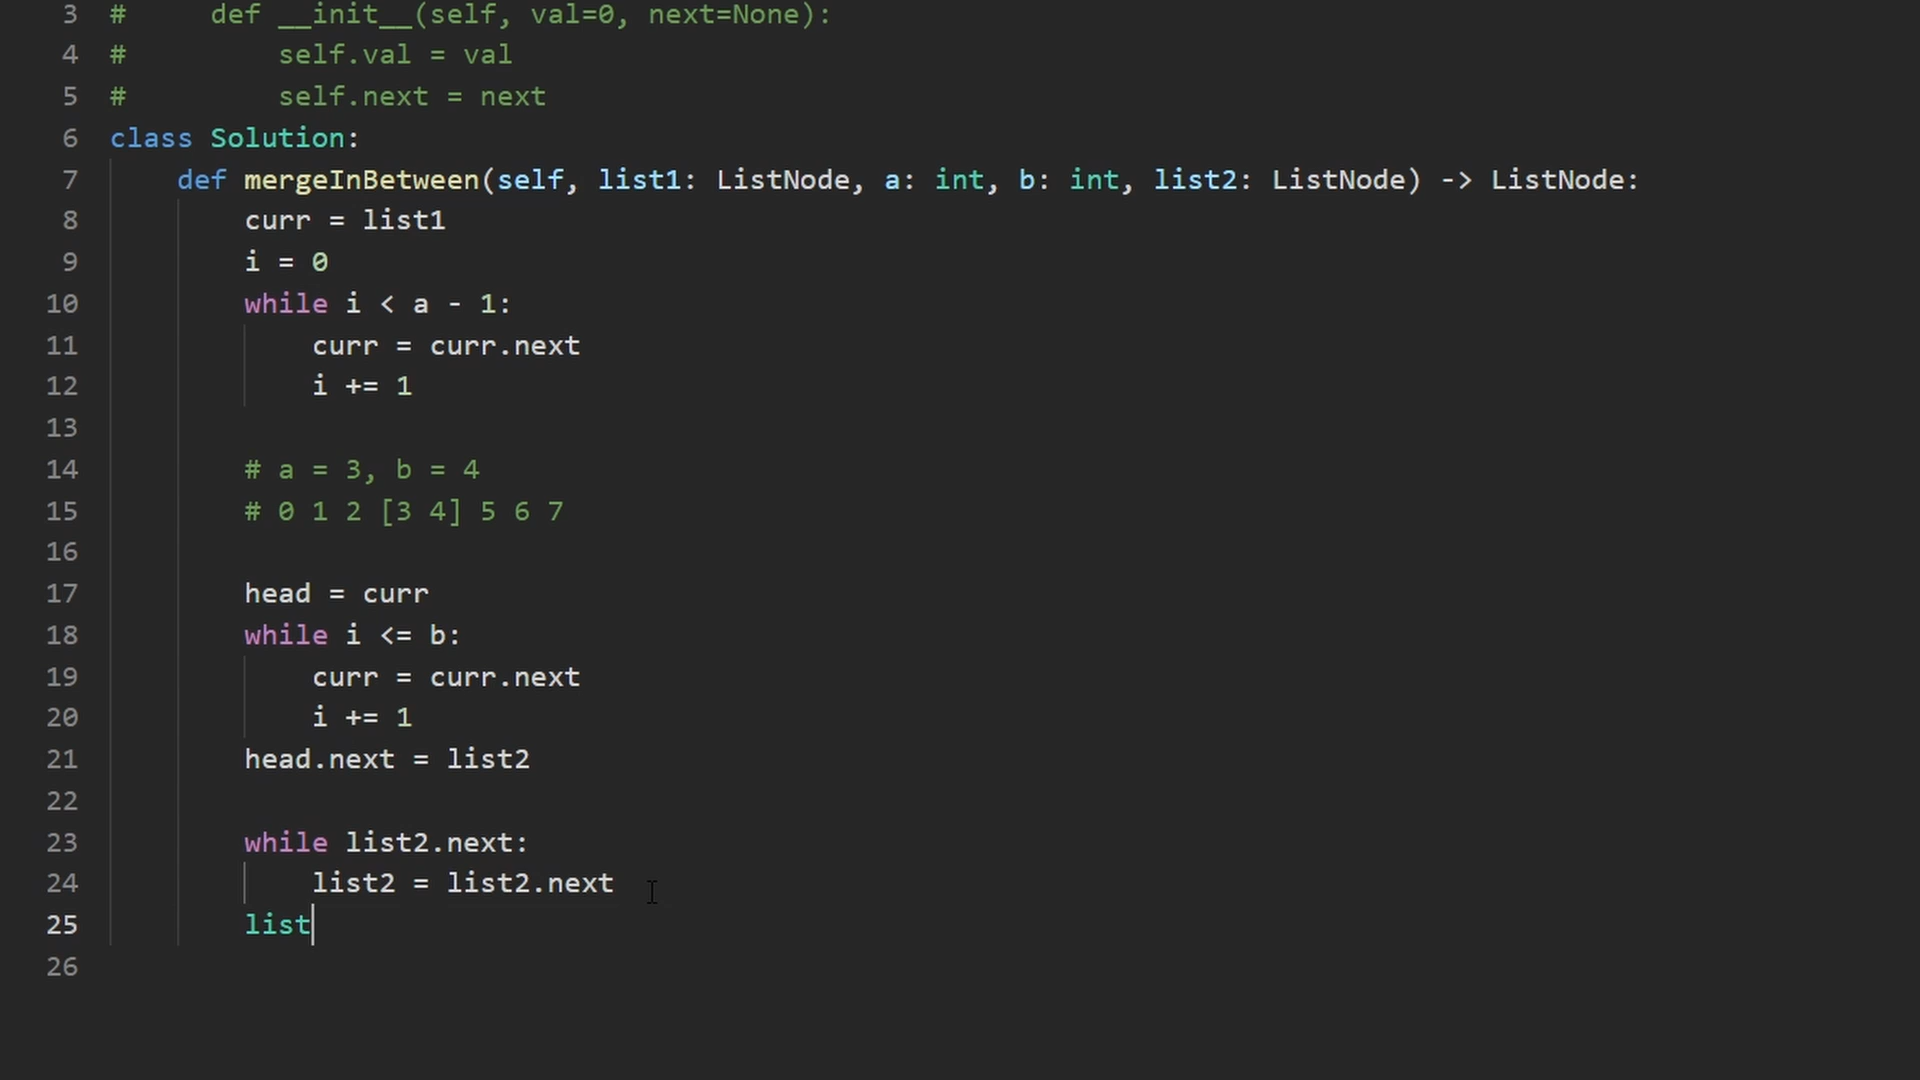 3 #     def __init__(self, val=0, next=None):
4 #         self.val = val
5 #         self.next = next
6 class Solution:
7     def mergeInBetween(self, list1: ListNode, a: int, b: int, list2: ListNode) -> ListNode:
8         curr = list1
9         i = 0
10         while i < a - 1:
11             curr = curr.next
12             i += 1
13
14         # a = 3, b = 4
15         # 0 1 2 [3 4] 5 6 7
16
17         head = curr
18         while i <= b:
19             curr = curr.next
20             i += 1
21         head.next = list2
22
23         while list2.next:
24             list2 = list2.next
25         list
26